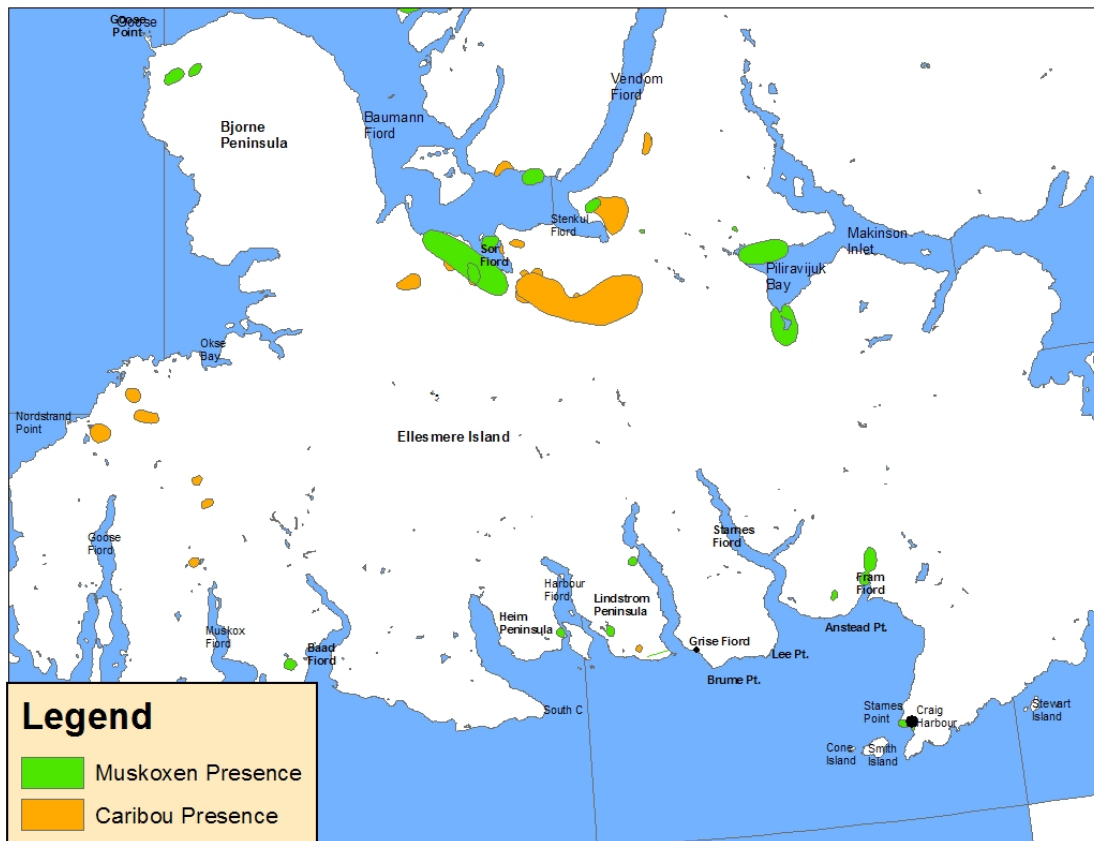 Goose
Point
Goose
Vendom
Fiord
Baumann
Fiord
Bjorne
Peninsula
Stenkul
Fiord
Sor
Fiord
Makinson
Inlet
Piliravijuk
Bay
Okse
Bay
Nordstrand
Point
Ellesmere Island
Goose
Fiord
Starnes
Fiord
Harbour
Fiord
Lindstrom
Peninsula
Fram
Fiord
Heim
Peninsula
Muskox
Fiord
Baad
Fiord
Anstead Pt.
Grise Fiord
Lee Pt.
Brume Pt.
South C
Starnes
Point
Craig
Harbour
Stewart
Island
Cone
Island
Smith
Island
Legend
Muskoxen Presence
Caribou Presence